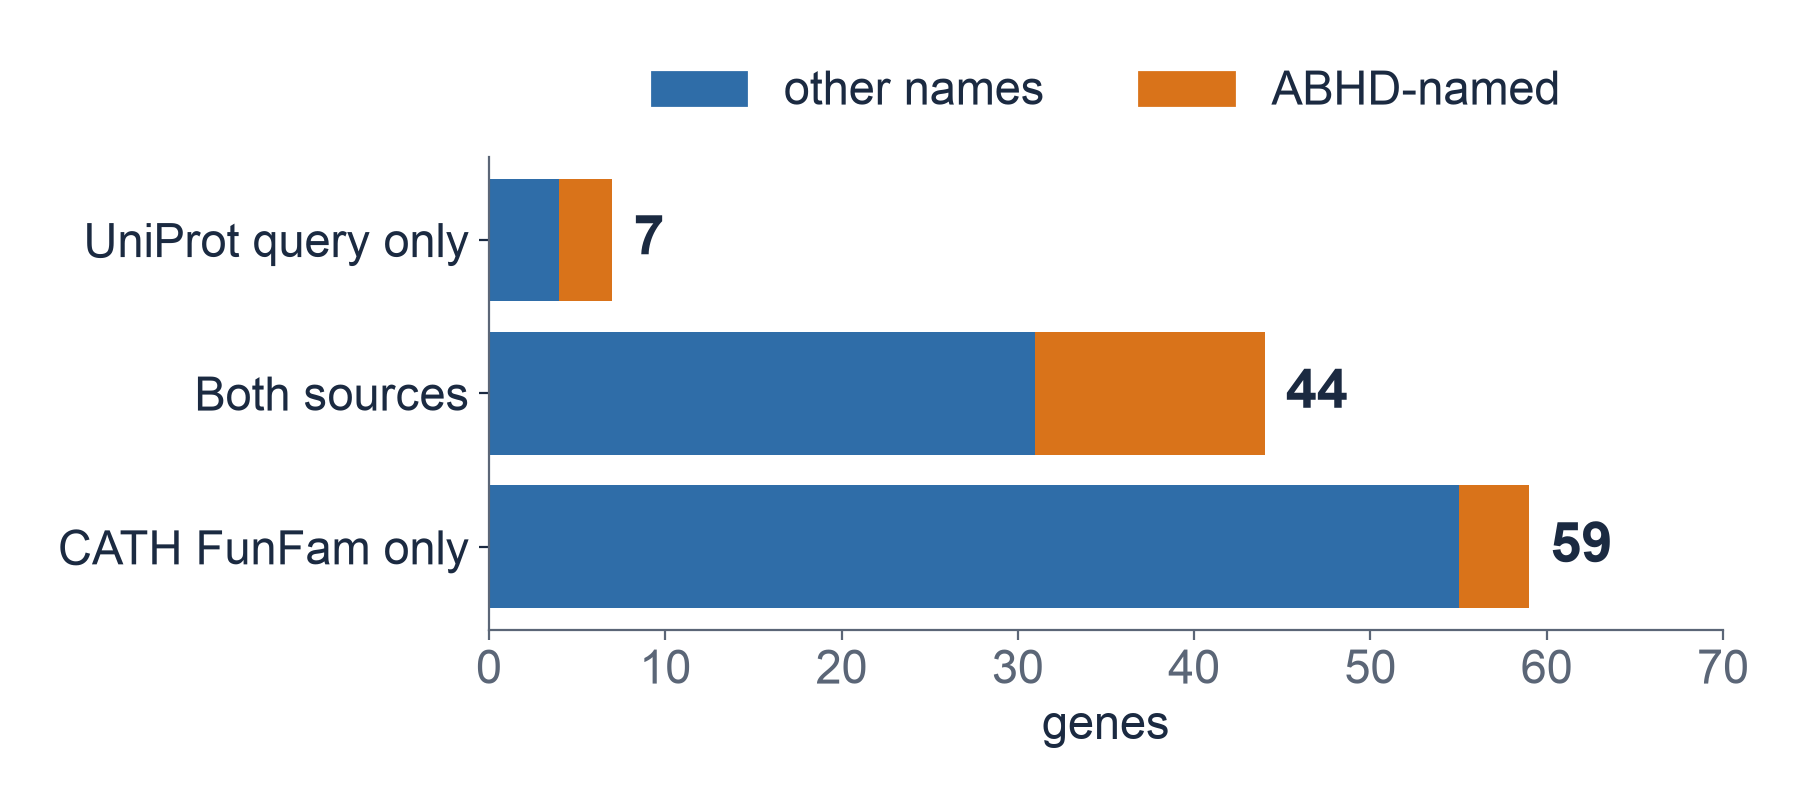 other names ABHD-named
UniProt query only 7
Both sources 44
CATH FunFam only 59
0 10 20 30 40 50 60 70
genes